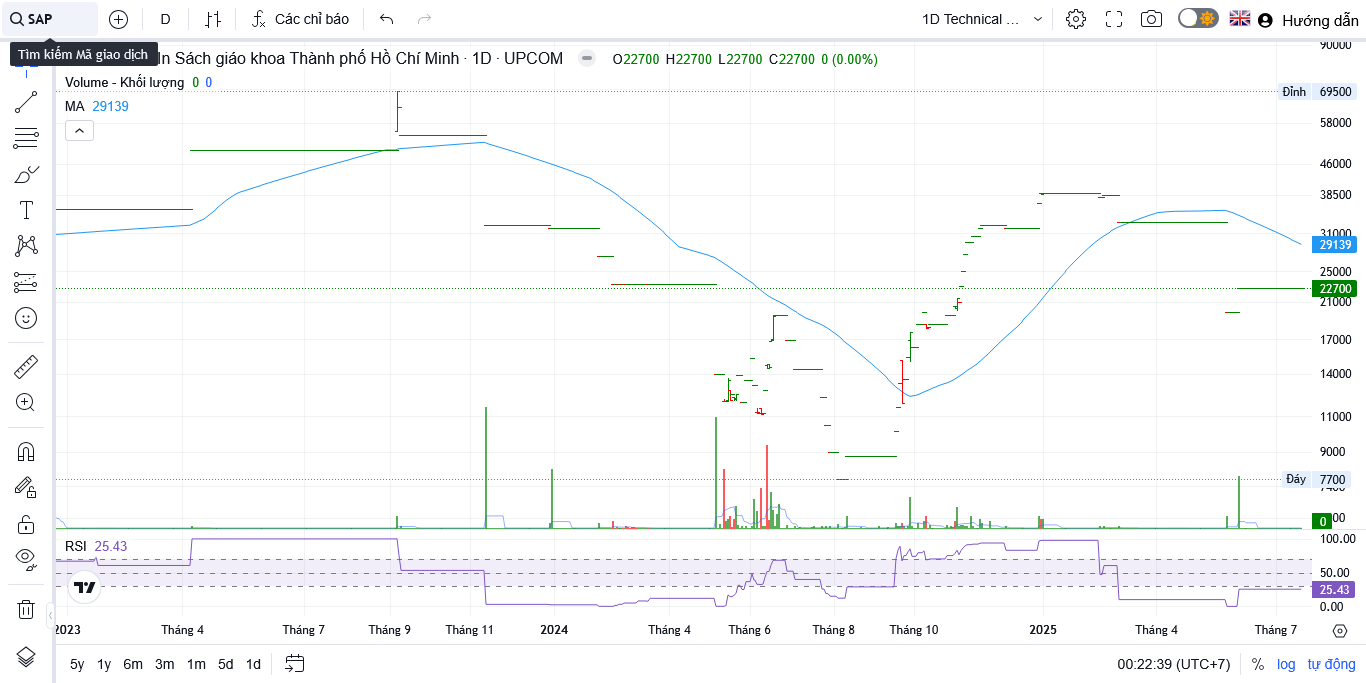 SAP
D
Các chỉ báo
1D Technical ...
Hướng dẫn
Tìm kiếm Mã giao dịch
In Sách giáo khoa Thành phố Hồ Chí Minh · 1D · UPCOM
O22700 H22700 L22700 C22700 0 (0.00%)
Volume - Khối lượng 0 0
MA 29139
90000
Đỉnh 69500
58000
46000
38500
31000
29139
25000
22700
21000
17000
14000
11000
9000
Đáy 7700
0
RSI 25.43
100.00
50.00
25.43
0.00
2023 Tháng 4 Tháng 7 Tháng 9 Tháng 11 2024 Tháng 4 Tháng 6 Tháng 8 Tháng 10 2025 Tháng 4 Tháng 7
5y 1y 6m 3m 1m 5d 1d
00:22:39 (UTC+7) % log tự động